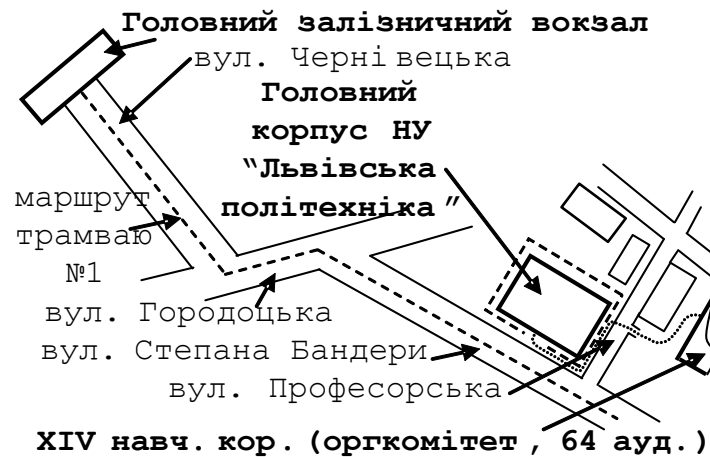 Головний залізничний вокзал
вул. Чернівецька
Головний
корпус НУ
“Львівська
політехніка”
маршрут
трамваю
№1
вул. Городоцька
вул. Степана Бандери
вул. Професорська
XIV навч. кор. (оргкомітет, 64 ауд.)